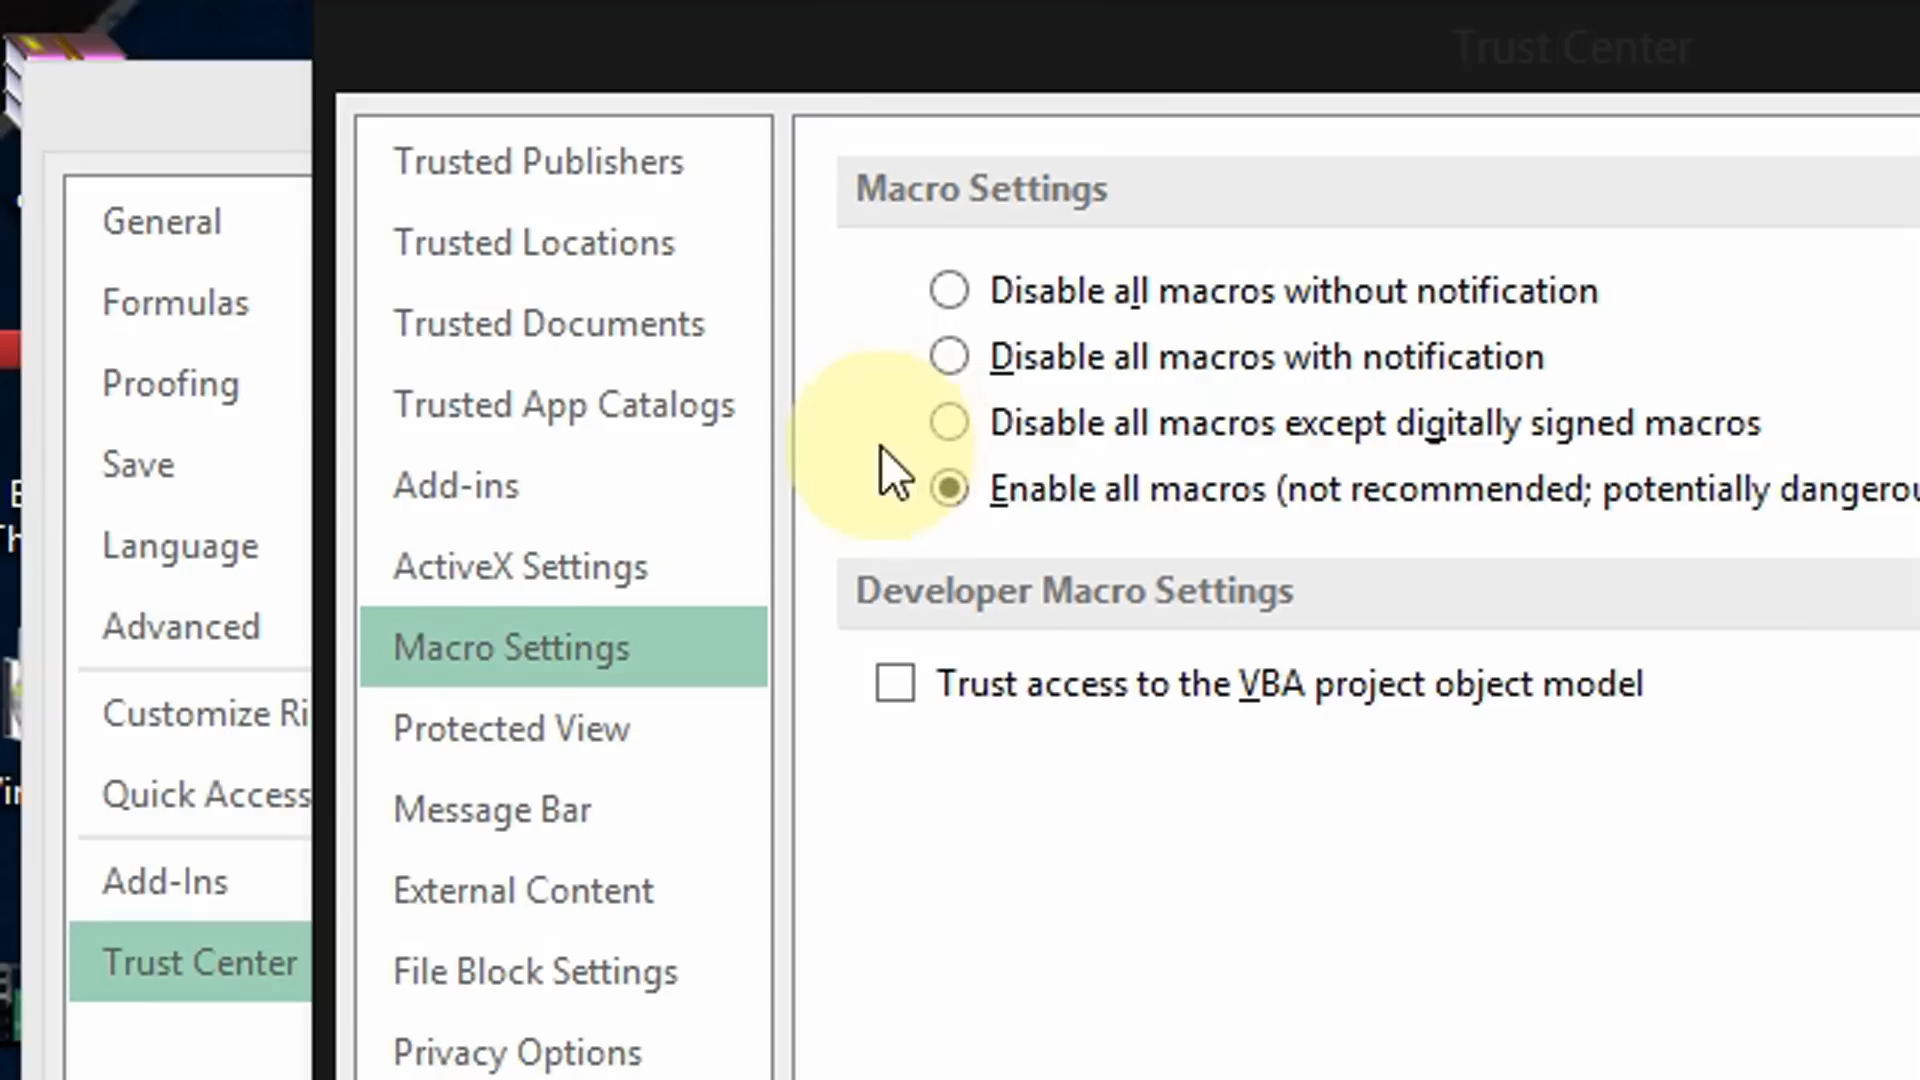 Trust Center
General
Formulas
Proofing
Save
Language
Advanced
Customize Ri
Quick Access
Add-Ins
Trust Center
Trusted Publishers
Trusted Locations
Trusted Documents
Trusted App Catalogs
Add-ins
ActiveX Settings
Macro Settings
Protected View
Message Bar
External Content
File Block Settings
Privacy Options
Macro Settings
Disable all macros without notification
Disable all macros with notification
Disable all macros except digitally signed macros
Enable all macros (not recommended; potentially dangerou
Developer Macro Settings
Trust access to the VBA project object model